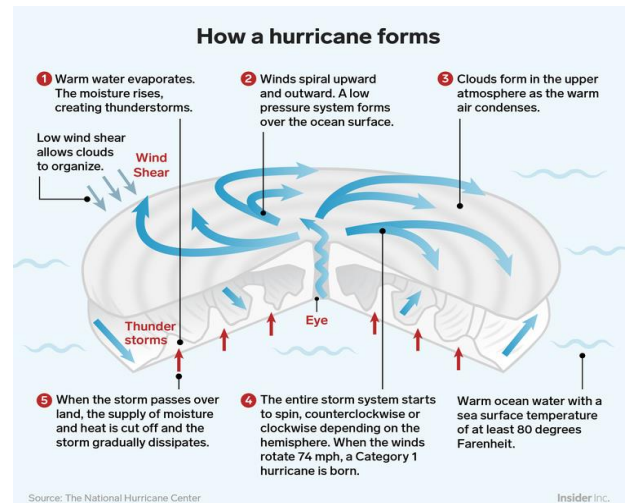 How a hurricane forms
1 Warm water evaporates.
The moisture rises,
creating thunderstorms.
2 Winds spiral upward
and outward. A low
pressure system forms
over the ocean surface.
3 Clouds form in the upper
atmosphere as the warm
air condenses.
Low wind shear
allows clouds
to organize.
Wind
Shear
Thunder
storms
Eye
5 When the storm passes over
land, the supply of moisture
and heat is cut off and the
storm gradually dissipates.
4 The entire storm system starts
to spin, counterclockwise or
clockwise depending on the
hemisphere. When the winds
rotate 74 mph, a Category 1
hurricane is born.
Warm ocean water with a
sea surface temperature
of at least 80 degrees
Farenheit.
Source: The National Hurricane Center
Insider Inc.